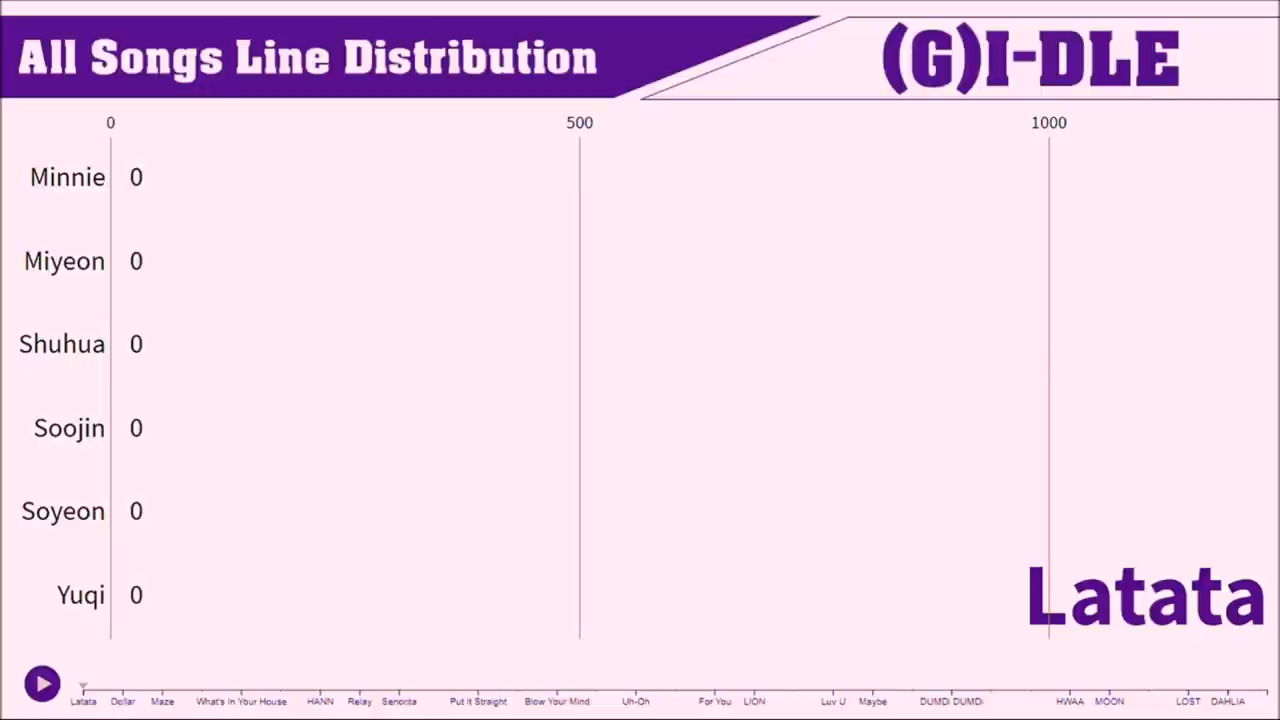 All Songs Line Distribution
(G)I-DLE
0 500 1000
Minnie 0
Miyeon 0
Shuhua 0
Soojin 0
Soyeon 0
Yuqi 0
Latata
Latata Dollar Maze What's In Your House HANN Relay Senorita Put It Straight Blow Your Mind Uh-Oh For You LION Luv U Maybe DUMDI DUMDI HWAA MOON LOST DAHLIA